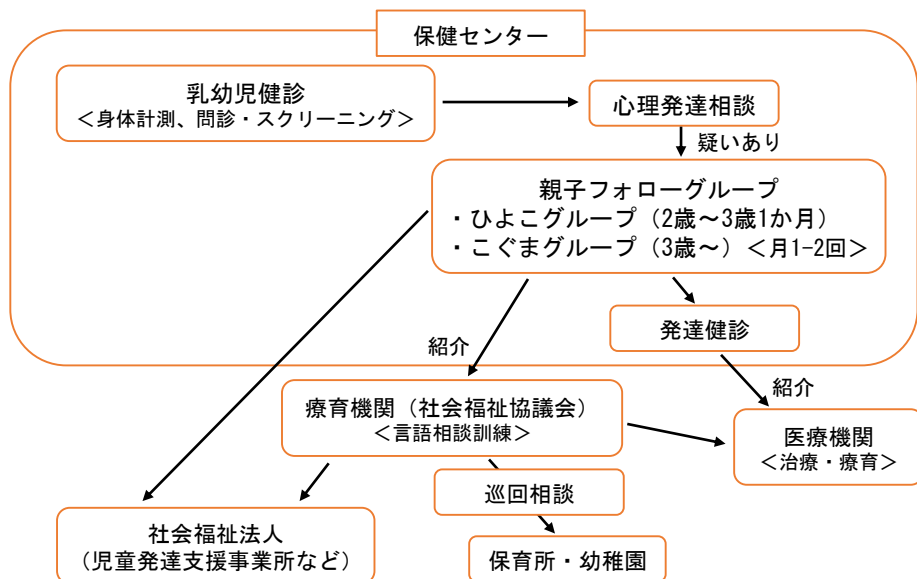 保健センター
乳幼児健診
＜身体計測、問診・スクリーニング＞
心理発達相談
疑いあり
親子フォローグループ
・ひよこグループ（2歳～3歳1か月）
・こぐまグループ（3歳～）＜月1-2回＞
発達健診
紹介
紹介
療育機関（社会福祉協議会）
＜言語相談訓練＞
医療機関
＜治療・療育＞
巡回相談
社会福祉法人
（児童発達支援事業所など）
保育所・幼稚園